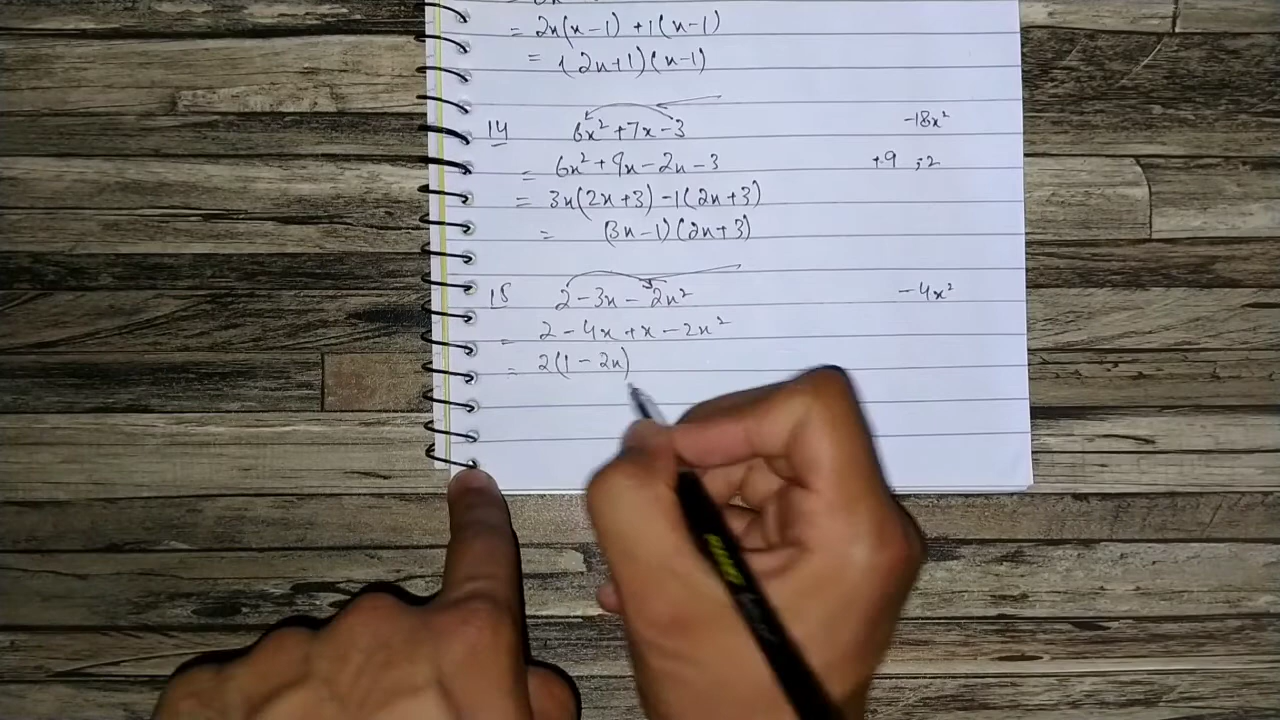 = 2x(x-1) + 1(x-1)
= (2x+1)(x-1)
14 6x² + 7x - 3 -18x²
= 6x² + 9x - 2x - 3 +9, -2
= 3x(2x+3) - 1(2x+3)
= (3x-1)(2x+3)
15 2 - 3x - 2x² -4x²
= 2 - 4x + x - 2x²
= 2(1 - 2x)